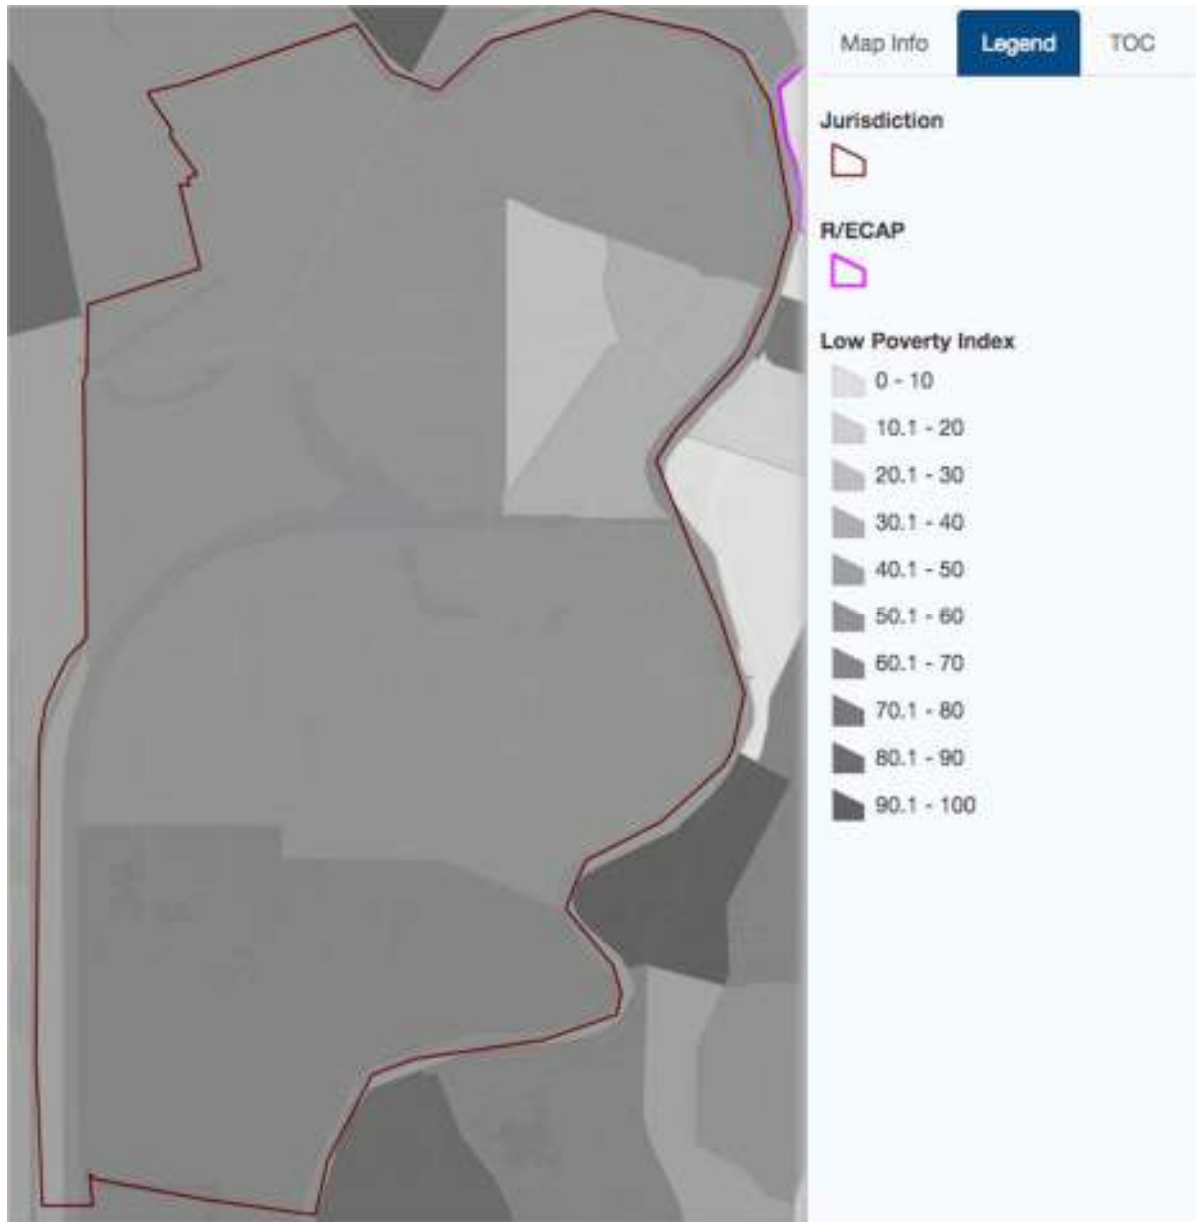 Map Info Legend TOC
Jurisdiction
R/ECAP
Low Poverty Index
0 - 10
10.1 - 20
20.1 - 30
30.1 - 40
40.1 - 50
50.1 - 60
60.1 - 70
70.1 - 80
80.1 - 90
90.1 - 100